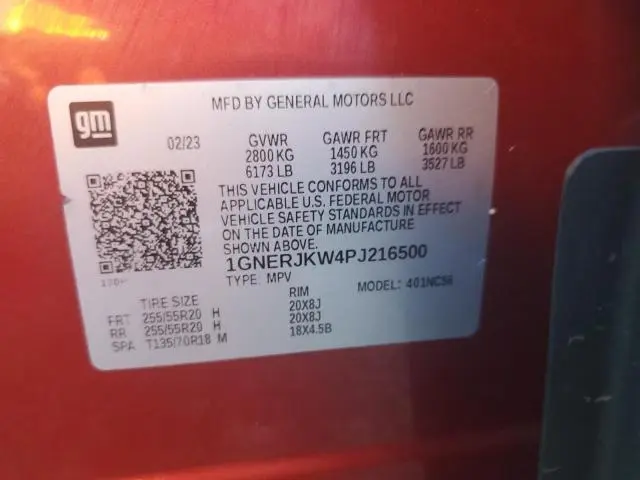 gm
MFD BY GENERAL MOTORS LLC
02/23 GVWR GAWR FRT GAWR RR
2800 KG 1450 KG 1600 KG
6173 LB 3196 LB 3527 LB
THIS VEHICLE CONFORMS TO ALL
APPLICABLE U.S. FEDERAL MOTOR
VEHICLE SAFETY STANDARDS IN EFFECT
ON THE DATE OF MANUFACTURE
SHOWN ABOVE.
1GNERJKW4PJ216500
TYPE: MPV MODEL: 401NC56
TIRE SIZE RIM
FRT 255/55R20 H 20X8J
RR 255/55R20 H 20X8J
SPA T135/70R18 M 18X4.5B